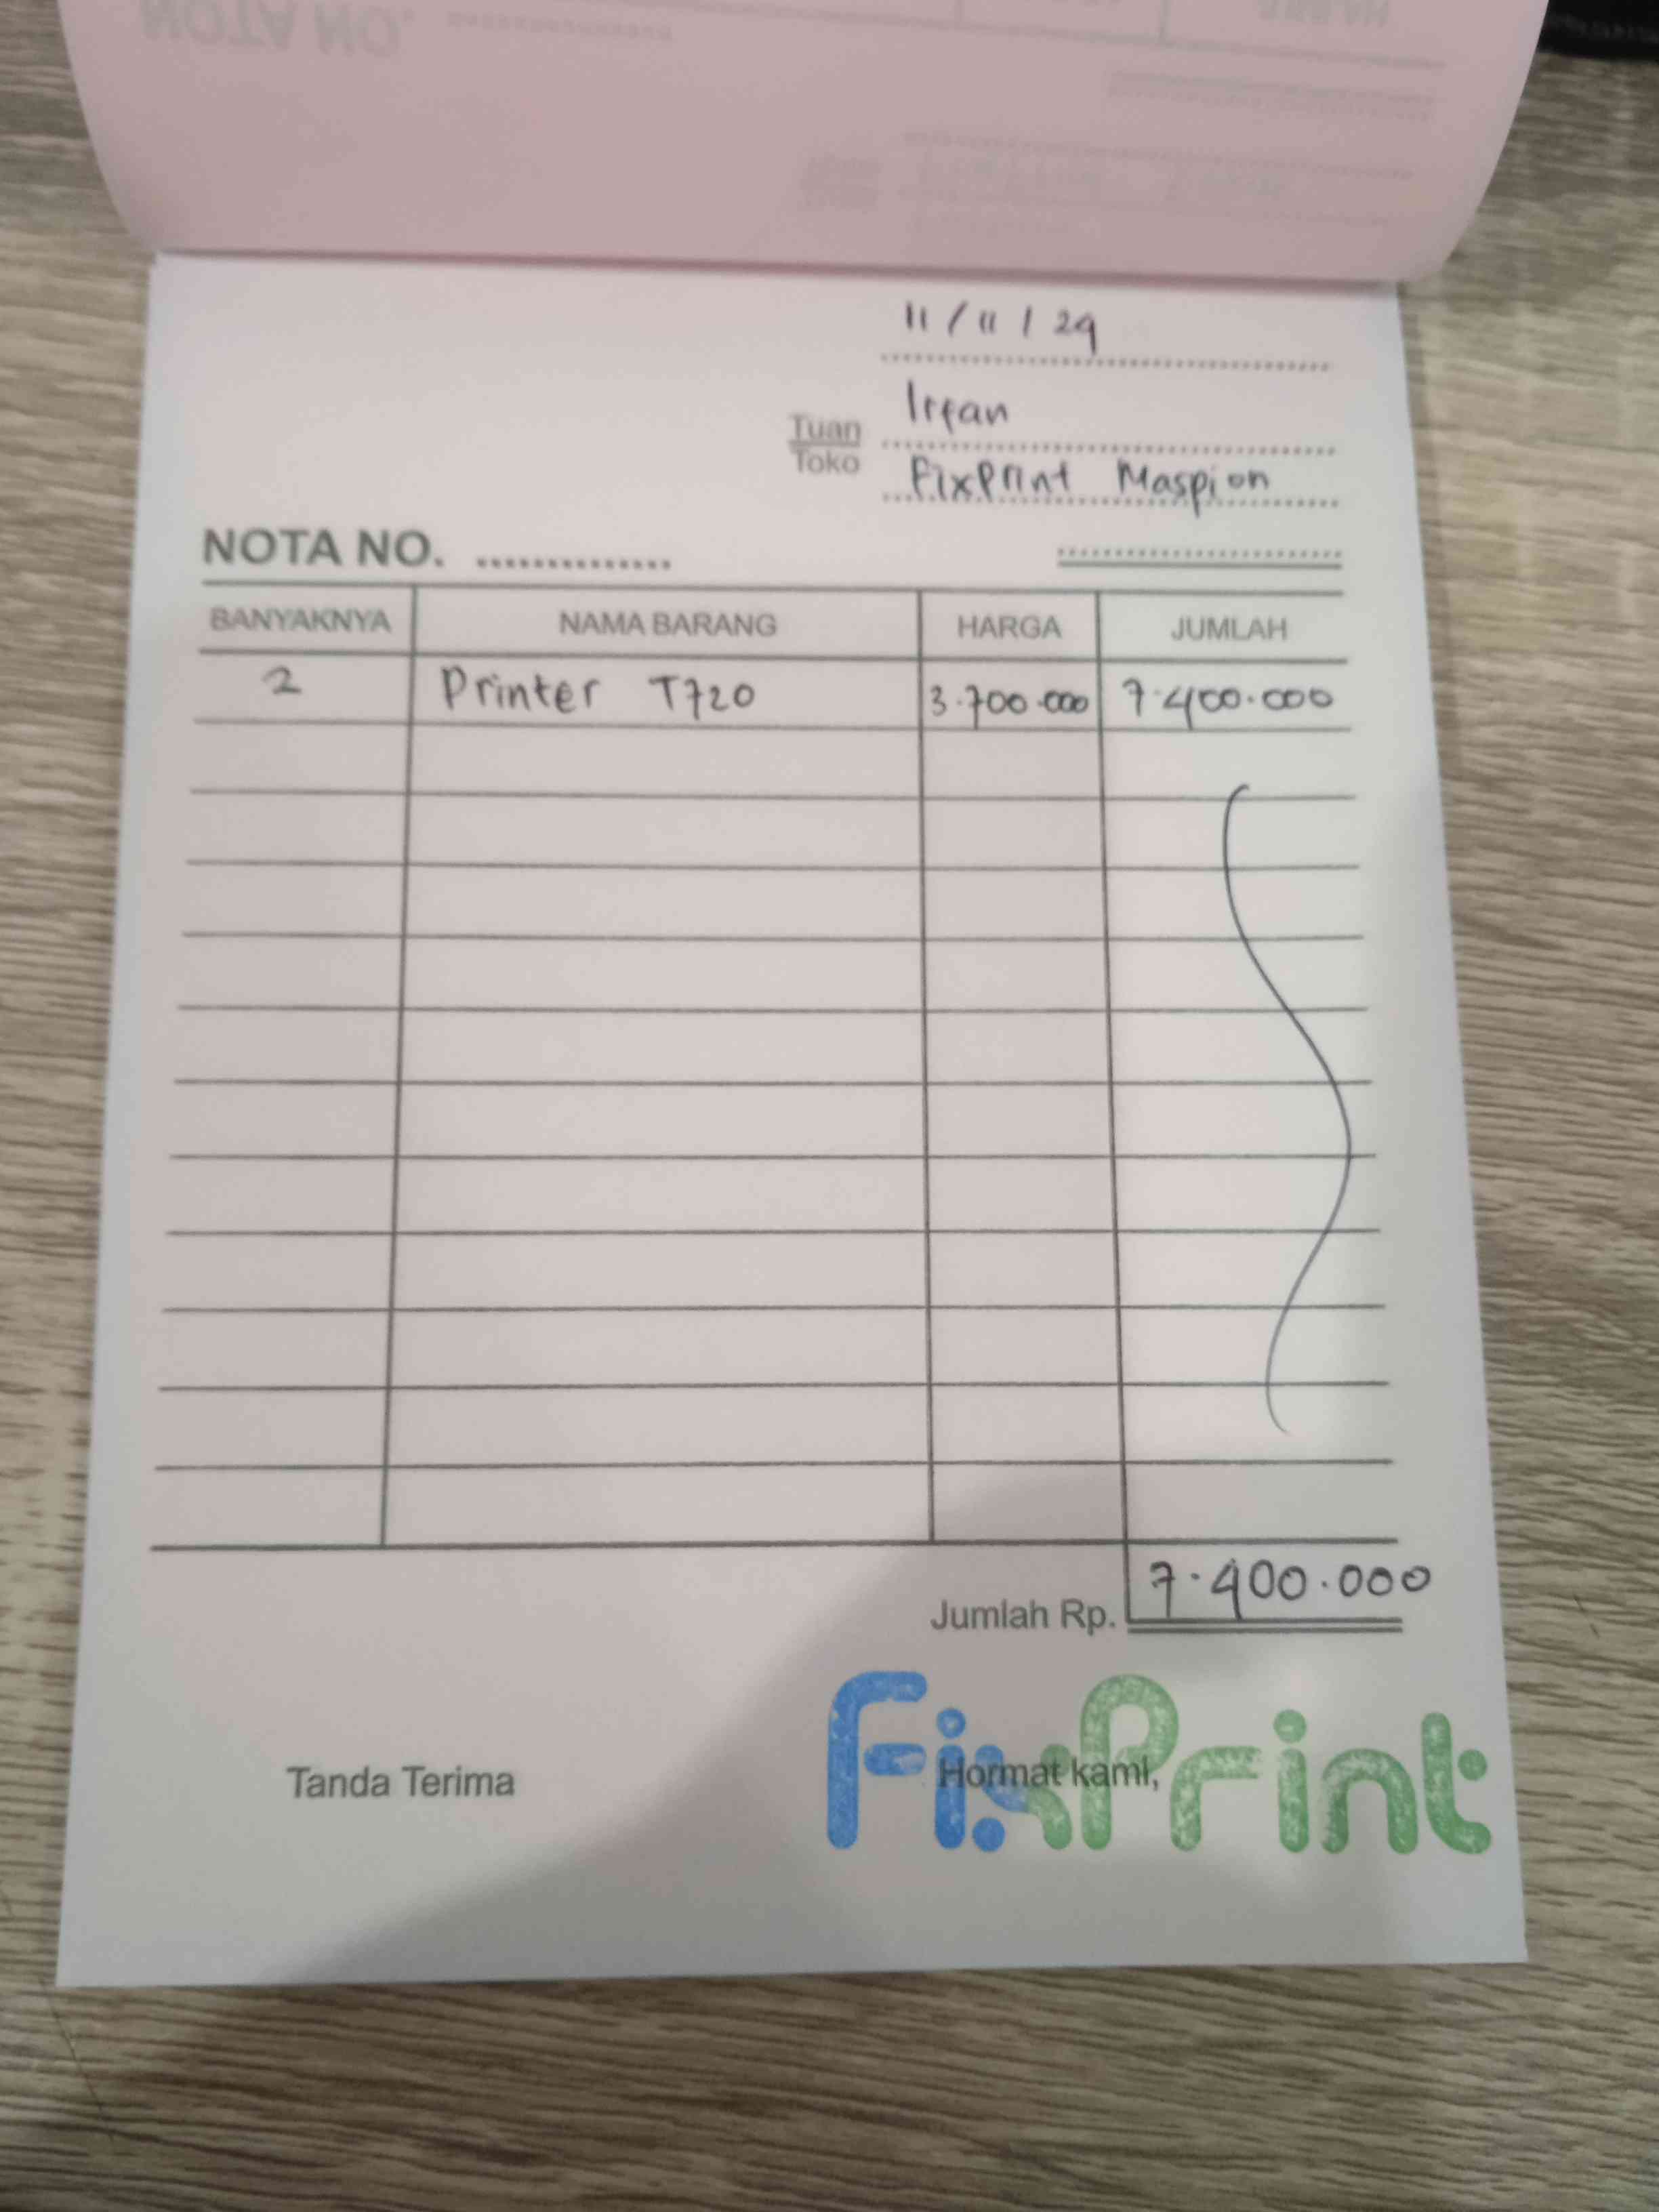 11 / 11 / 24
Irfan
Tuan
Toko
FixPrint Maspion
NOTA NO. ..............
BANYAKNYA NAMA BARANG HARGA JUMLAH
2 Printer T720 3.700.000 7.400.000
Jumlah Rp. 7.400.000
FixPrint
Tanda Terima Hormat kami,